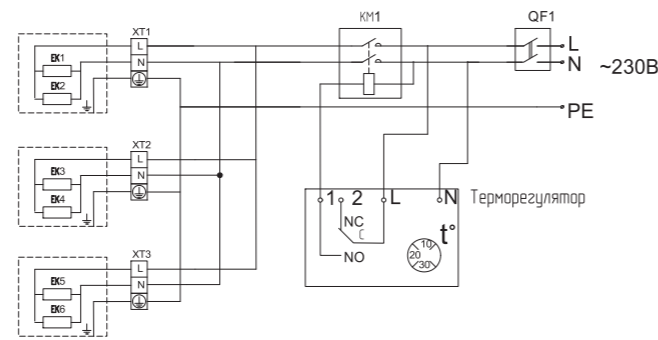 XT1
KM1
QF1
L
L
EK1
N
N
~230В
EK2
PE
XT2
L
EK3
N
EK4
1 2 L N Терморегулятор
NC
C
t°
NO
10
20
30
XT3
L
EK5
N
EK6